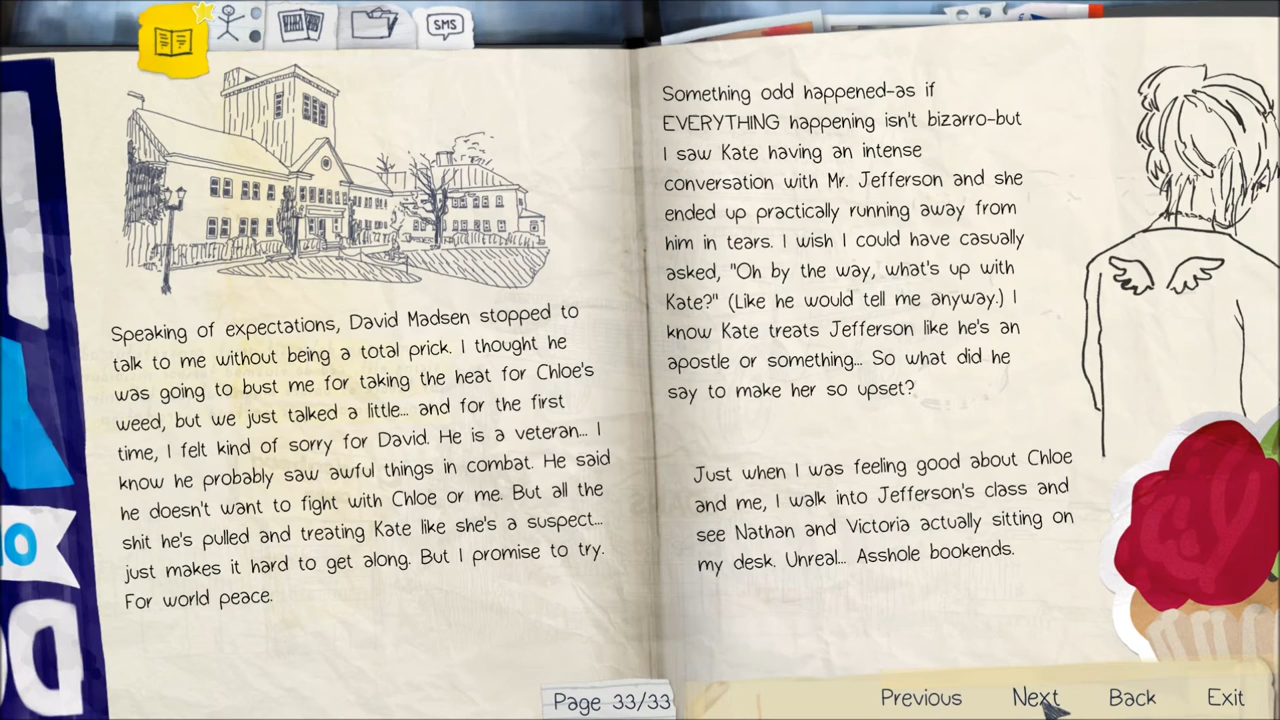 SMS
Speaking of expectations, David Madsen stopped to
talk to me without being a total prick. I thought he
was going to bust me for taking the heat for Chloe's
weed, but we just talked a little... and for the first
time, I felt kind of sorry for David. He is a veteran... I
know he probably saw awful things in combat. He said
he doesn't want to fight with Chloe or me. But all the
shit he's pulled and treating Kate like she's a suspect...
just makes it hard to get along. But I promise to try.
For world peace.
Something odd happened-as if
EVERYTHING happening isn't bizarro-but
I saw Kate having an intense
conversation with Mr. Jefferson and she
ended up practically running away from
him in tears. I wish I could have casually
asked, "Oh by the way, what's up with
Kate?" (Like he would tell me anyway.) I
know Kate treats Jefferson like he's an
apostle or something... So what did he
say to make her so upset?
Just when I was feeling good about Chloe
and me, I walk into Jefferson's class and
see Nathan and Victoria actually sitting on
my desk. Unreal... Asshole bookends.
Page 33/33
Previous Next Back Exit